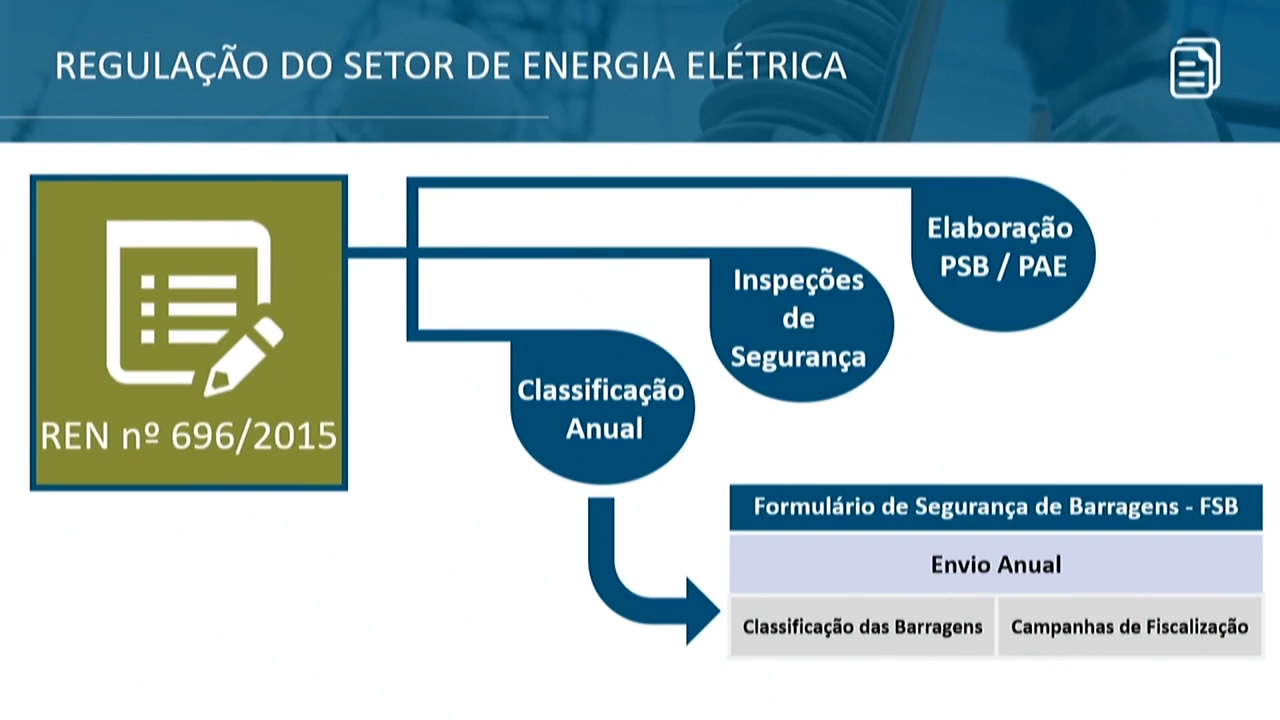 REGULAÇÃO DO SETOR DE ENERGIA ELÉTRICA
REN nº 696/2015
Elaboração
PSB / PAE
Inspeções
de
Segurança
Classificação
Anual
Formulário de Segurança de Barragens - FSB
Envio Anual
Classificação das Barragens
Campanhas de Fiscalização